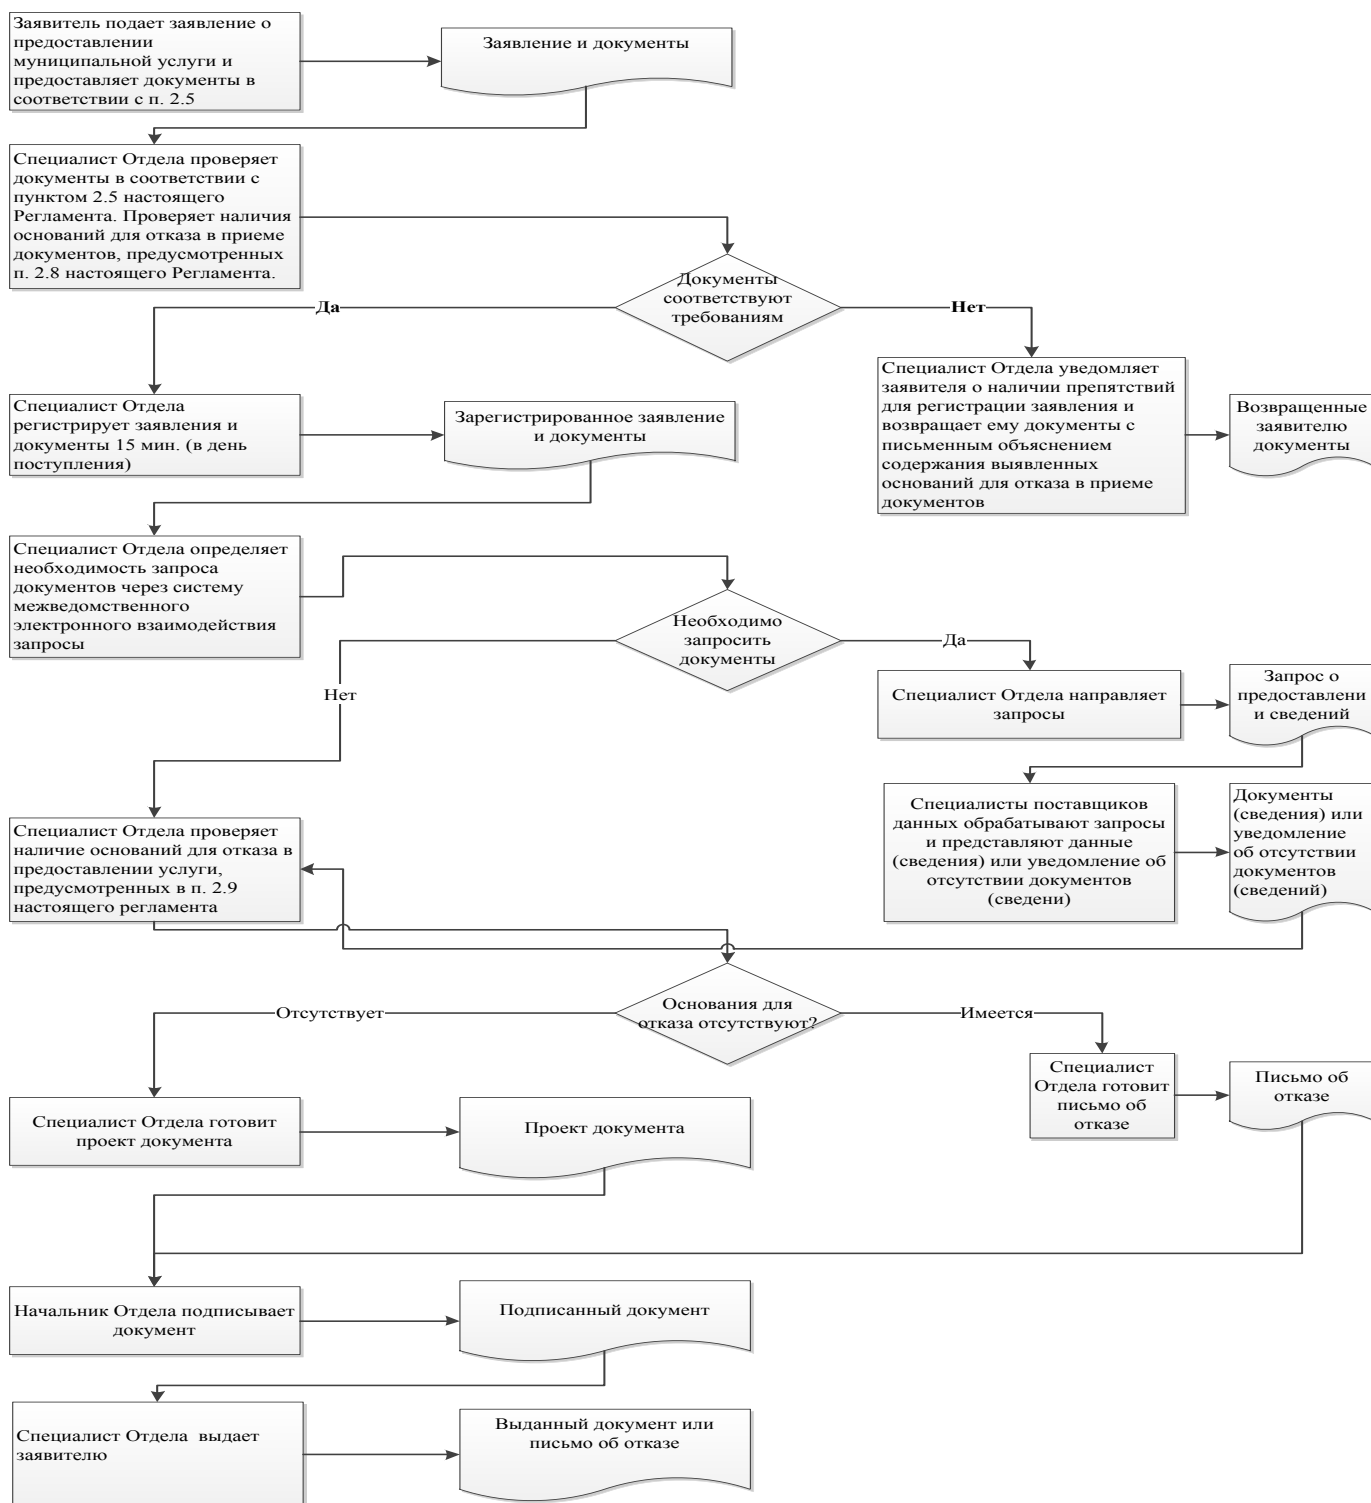 Заявитель подает заявление о
предоставлении
муниципальной услуги и
предоставляет документы в
соответствии с п. 2.5
Заявление и документы
Специалист Отдела проверяет
документы в соответствии с
пунктом 2.5 настоящего
Регламента. Проверяет наличия
оснований для отказа в приеме
документов, предусмотренных
п. 2.8 настоящего Регламента.
Документы
соответствуют
требованиям
Да
Нет
Специалист Отдела
регистрирует заявления и
документы 15 мин. (в день
поступления)
Зарегистрированное заявление
и документы
Специалист Отдела уведомляет
заявителя о наличии препятствий
для регистрации заявления и
возвращает ему документы с
письменным объяснением
содержания выявленных
оснований для отказа в приеме
документов
Возвращенные
заявителю
документы
Специалист Отдела определяет
необходимость запроса
документов через систему
межведомственного
электронного взаимодействия
запросы
Необходимо
запросить
документы
Да
Нет
Специалист Отдела направляет
запросы
Запрос о
предоставлени
и сведений
Специалисты поставщиков
данных обрабатывают запросы
и представляют данные
(сведения) или уведомление об
отсутствии документов
(сведени)
Документы
(сведения) или
уведомление
об отсутствии
документов
(сведений)
Специалист Отдела проверяет
наличие оснований для отказа в
предоставлении услуги,
предусмотренных в п. 2.9
настоящего регламента
Основания для
отказа отсутствуют?
Отсутствует
Имеется
Специалист Отдела готовит
проект документа
Проект документа
Специалист
Отдела готовит
письмо об
отказе
Письмо об
отказе
Начальник Отдела подписывает
документ
Подписанный документ
Специалист Отдела  выдает
заявителю
Выданный документ или
письмо об отказе